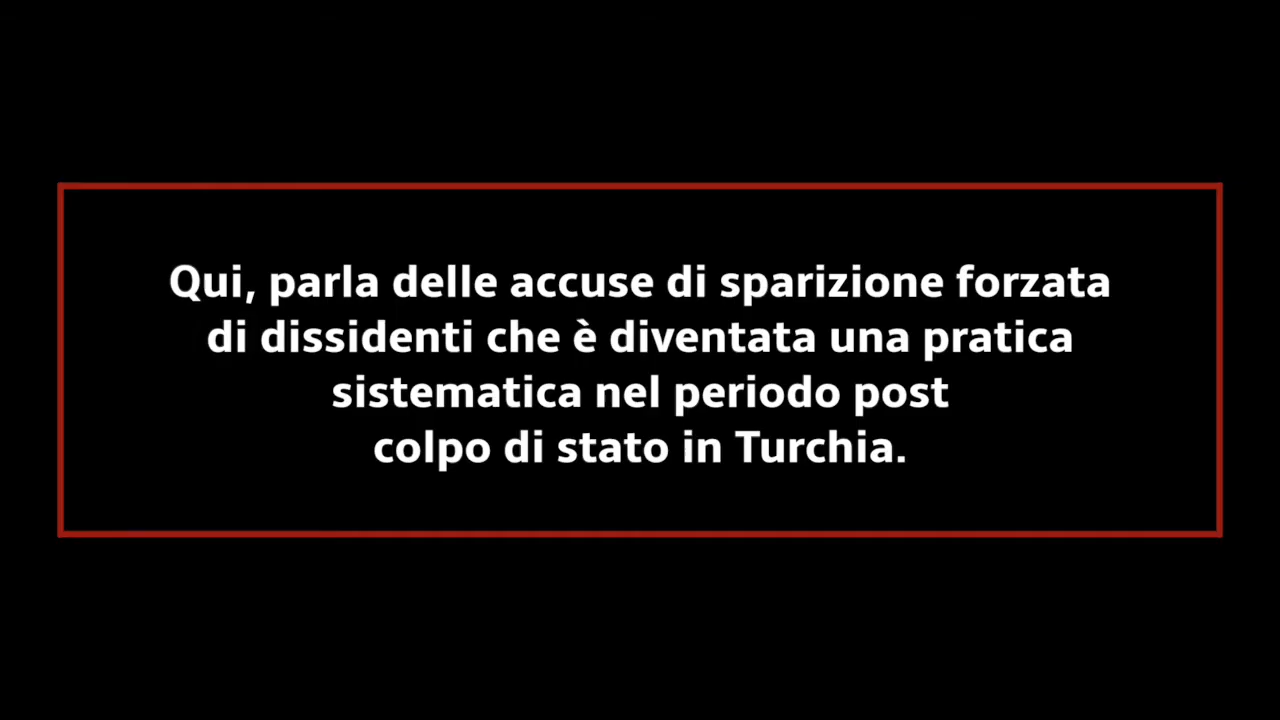 Qui, parla delle accuse di sparizione forzata
di dissidenti che è diventata una pratica
sistematica nel periodo post
colpo di stato in Turchia.